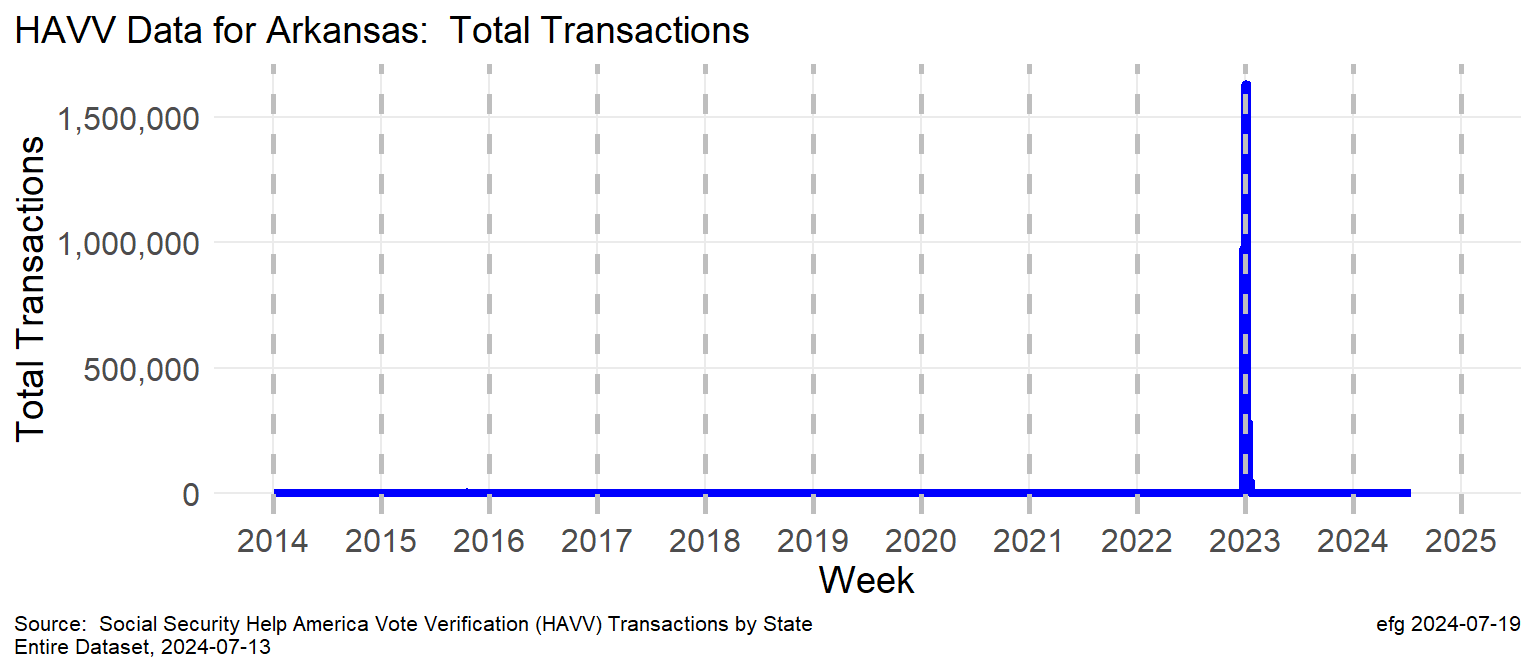 HAVV Data for Arkansas:  Total Transactions
Total Transactions
1,500,000
1,000,000
500,000
0
2014 2015 2016 2017 2018 2019 2020 2021 2022 2023 2024 2025
Week
Source:  Social Security Help America Vote Verification (HAVV) Transactions by State
Entire Dataset, 2024-07-13
efg 2024-07-19